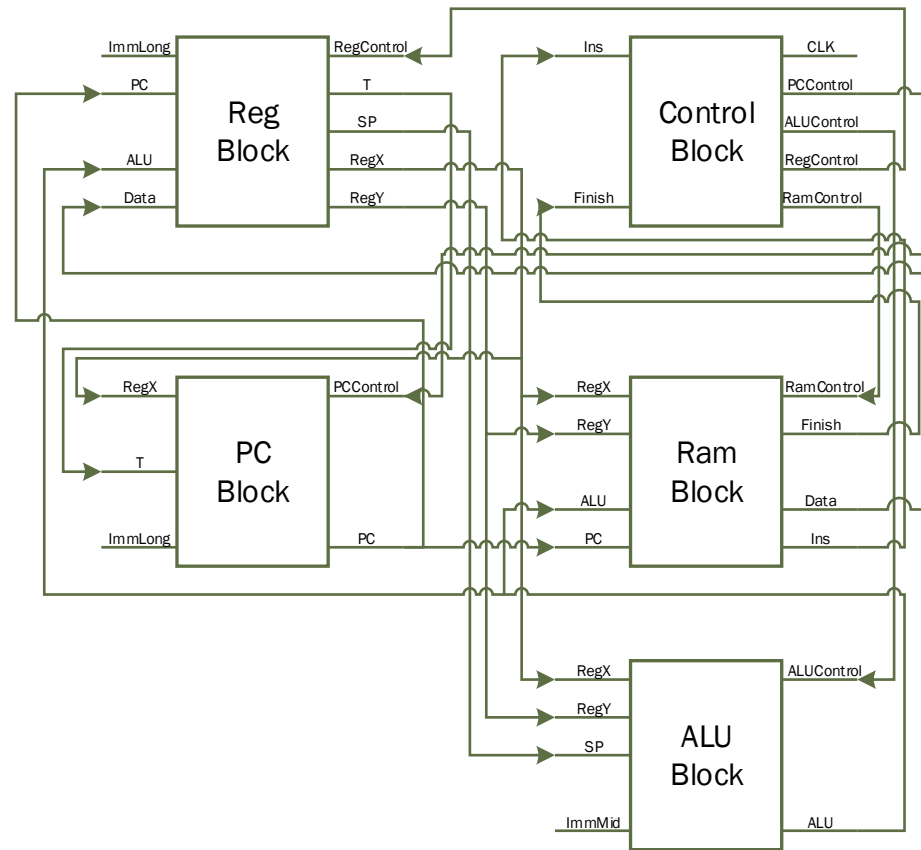 ImmLong
RegControl
Ins
CLK
PC
T
PCControl
Reg
Block
SP
Control
Block
ALUControl
ALU
RegX
RegControl
Data
RegY
Finish
RamControl
RegX
PCControl
RegX
RamControl
RegY
Finish
PC
Block
Ram
Block
T
ALU
Data
ImmLong
PC
PC
Ins
RegX
ALUControl
RegY
ALU
Block
SP
ImmMid
ALU